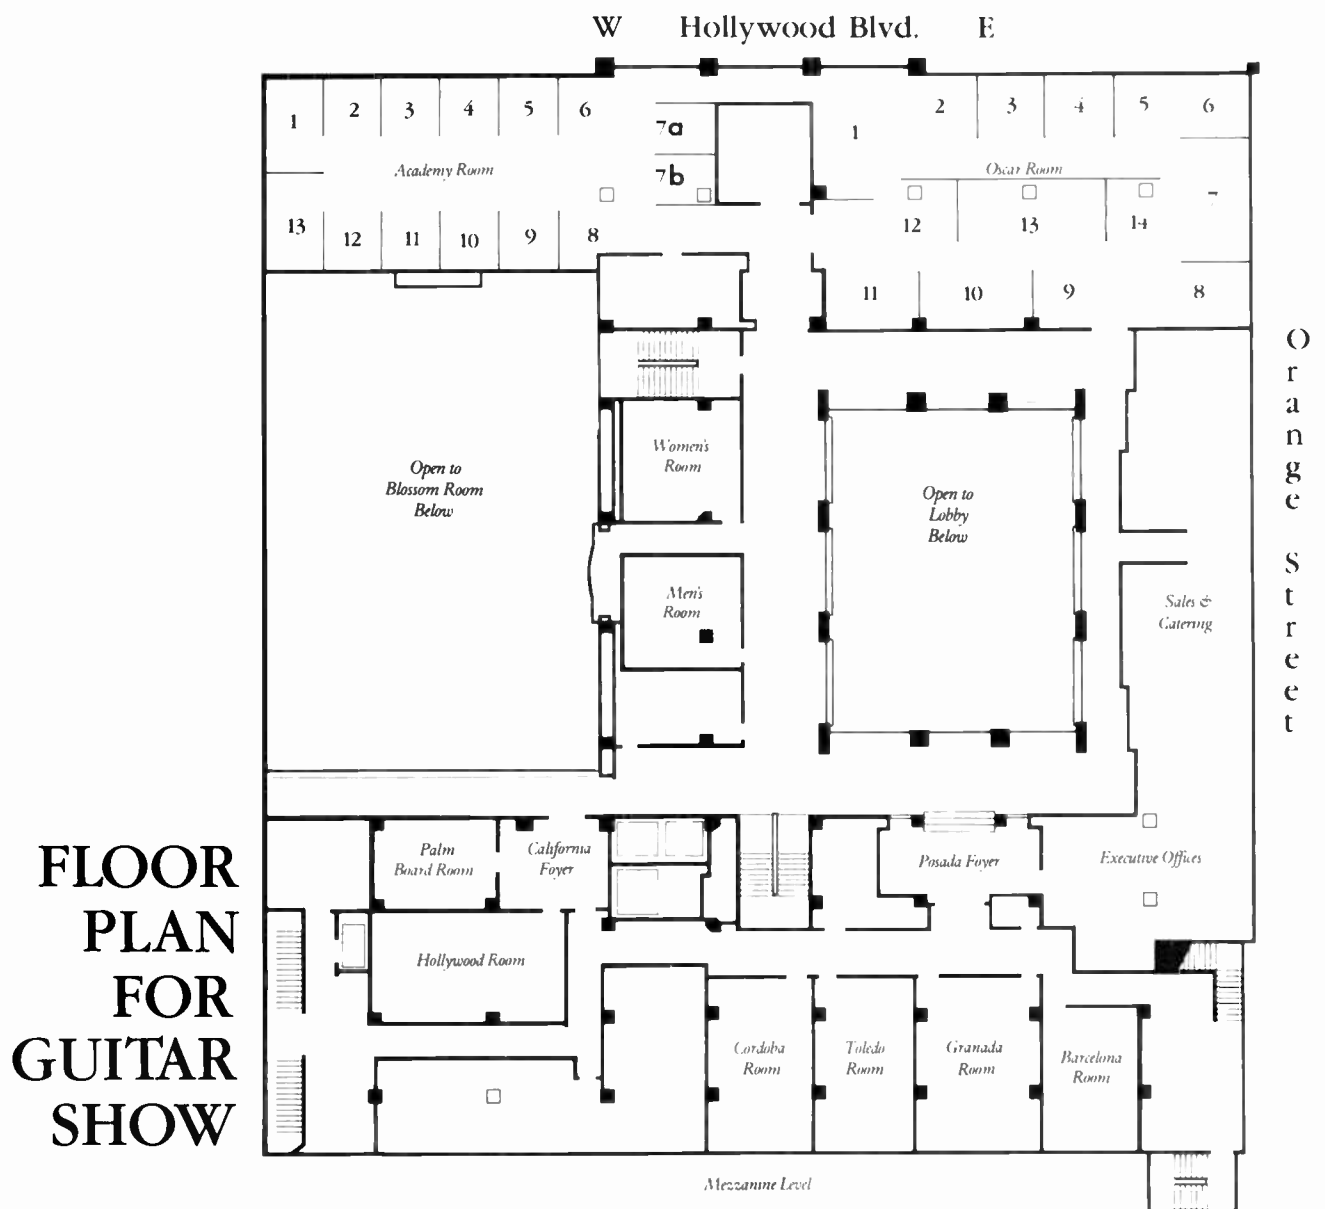 W Hollywood Blvd. E
1 2 3 4 5 6
7a
7b
Academy Room
13 12 11 10 9 8
1 2 3 4 5 6
Oscar Room
7
12 13 14
11 10 9 8
Orange Street
Women's
Room
Open to
Blossom Room
Below
Open to
Lobby
Below
Men's
Room
Sales &
Catering
Palm
Board Room
California
Foyer
Posada Foyer
Executive Offices
FLOOR
PLAN
FOR
GUITAR
SHOW
Hollywood Room
Cordoba
Room
Toledo
Room
Granada
Room
Barcelona
Room
Mezzanine Level